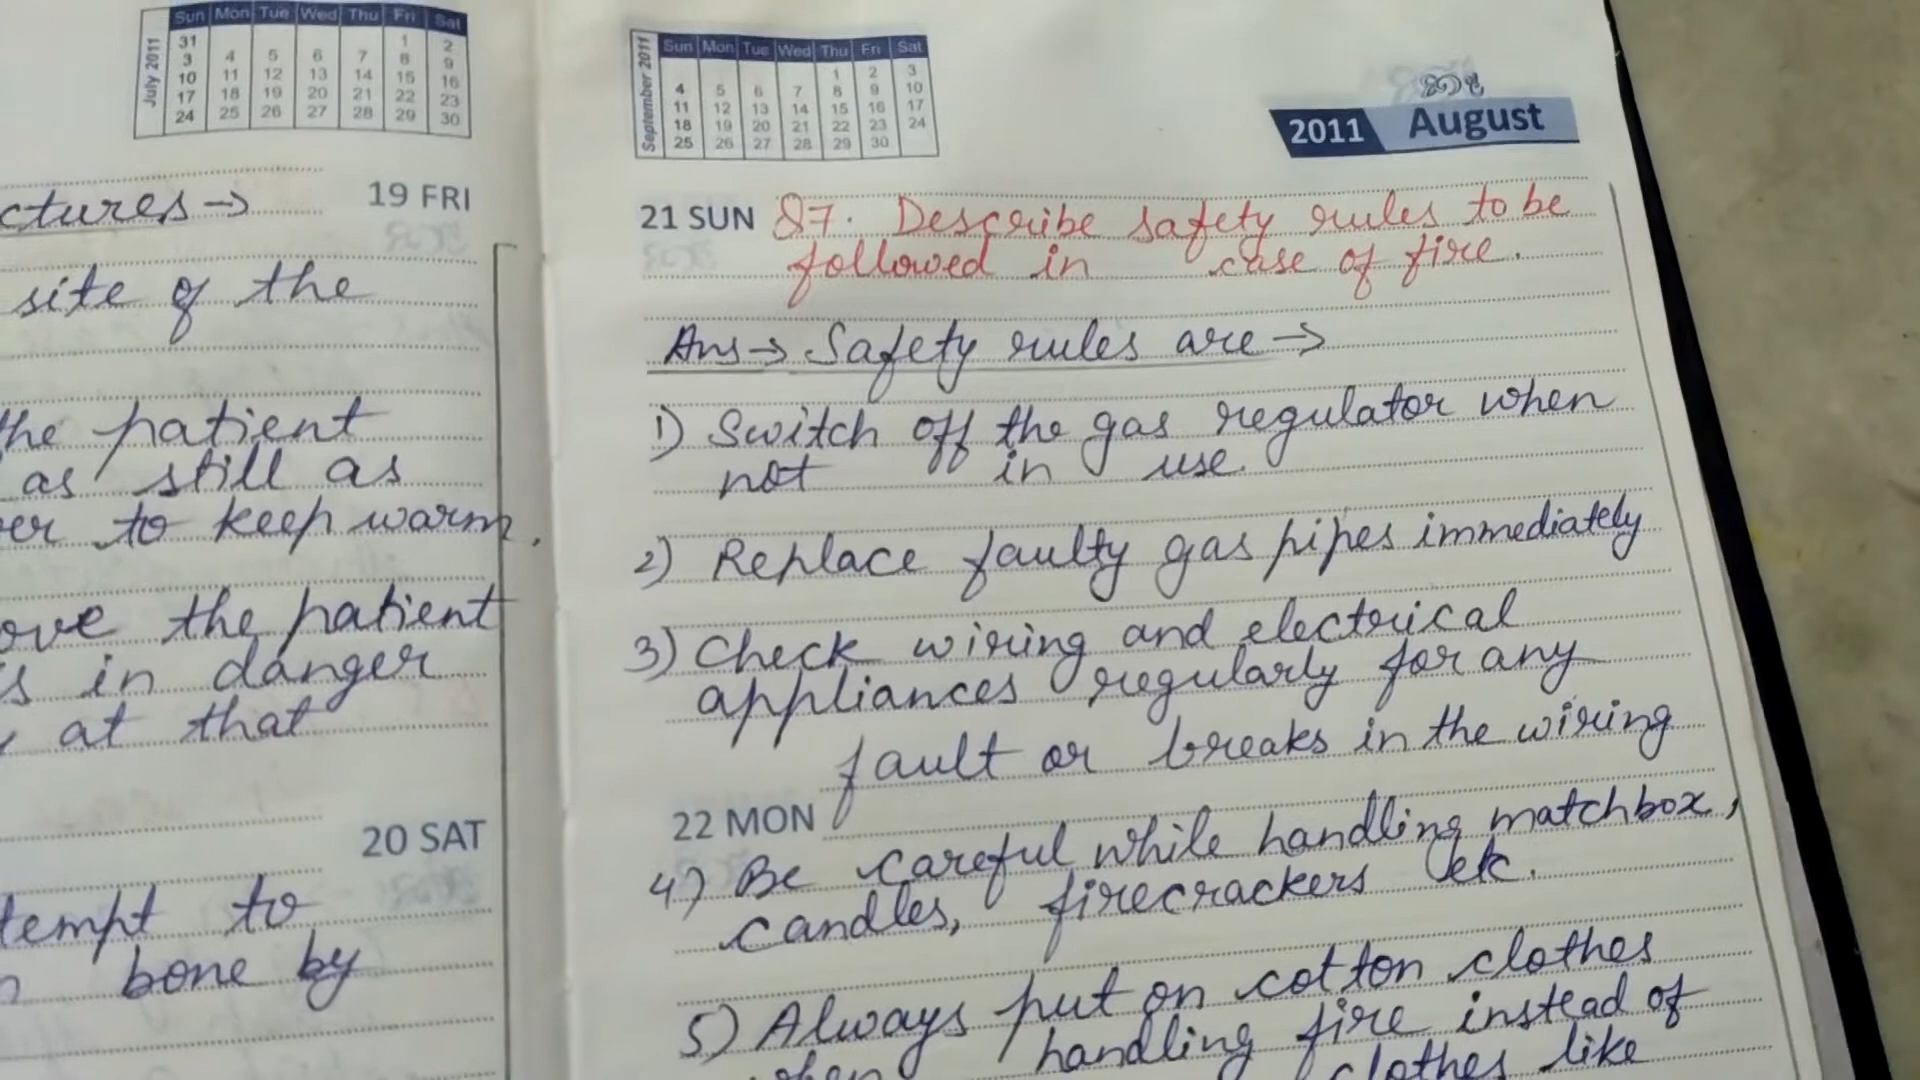 Sun Mon Tue Wed Thu Fri Sat
July 2011
31 1 2
3 4 5 6 7 8 9
10 11 12 13 14 15 16
17 18 19 20 21 22 23
24 25 26 27 28 29 30
19 FRI
ctures →
site of the
the patient
as still as
er to keep warm.
ove the patient
s in danger
at that
20 SAT
tempt to
bone by
Sun Mon Tue Wed Thu Fri Sat
September 2011
1 2 3
4 5 6 7 8 9 10
11 12 13 14 15 16 17
18 19 20 21 22 23 24
25 26 27 28 29 30
2011 August
21 SUN Q7. Describe safety rules to be
followed in case of fire.
Ans → Safety rules are →
1) Switch off the gas regulator when
not in use.
2) Replace faulty gas pipes immediately
3) Check wiring and electrical
appliances regularly for any
fault or breaks in the wiring
22 MON
4) Be careful while handling matchbox,
candles, firecrackers etc.
5) Always put on cotton clothes
when handling fire instead of
clothes like